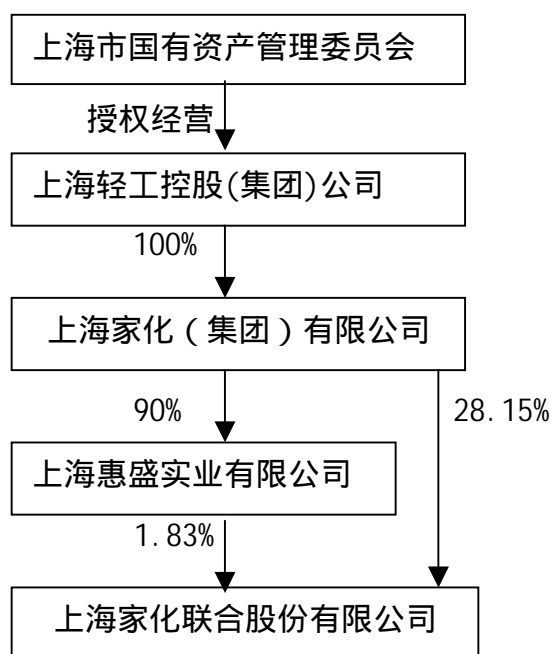 上海市国有资产管理委员会
授权经营
上海轻工控股(集团)公司
100%
上海家化（集团）有限公司
90%
28.15%
上海惠盛实业有限公司
1.83%
上海家化联合股份有限公司